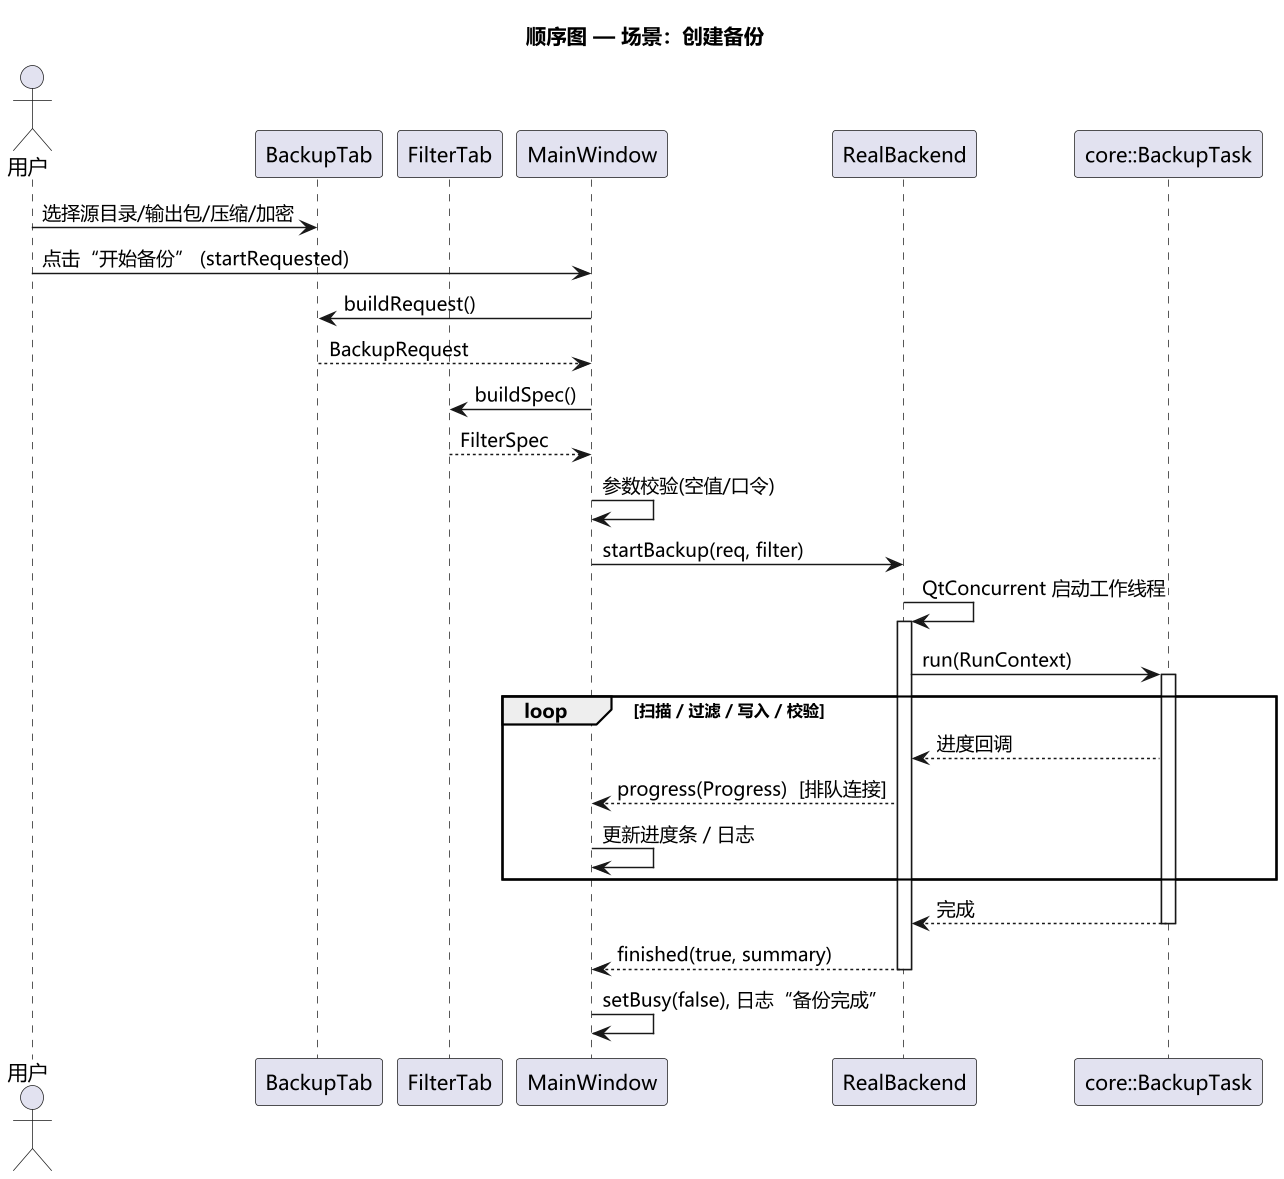 顺序图 — 场景：创建备份
用户
BackupTab
FilterTab
MainWindow
RealBackend
core::BackupTask
选择源目录/输出包/压缩/加密
点击“开始备份” (startRequested)
buildRequest()
BackupRequest
buildSpec()
FilterSpec
参数校验(空值/口令)
startBackup(req, filter)
QtConcurrent 启动工作线程
run(RunContext)
loop [扫描 / 过滤 / 写入 / 校验]
进度回调
progress(Progress) [排队连接]
更新进度条 / 日志
完成
finished(true, summary)
setBusy(false), 日志“备份完成”
用户
BackupTab
FilterTab
MainWindow
RealBackend
core::BackupTask